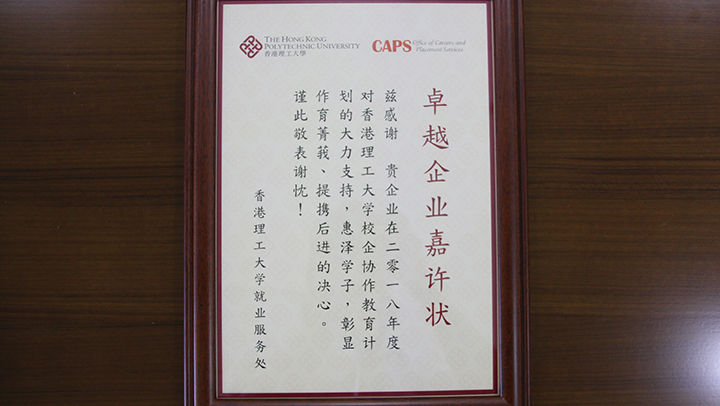 THE HONG KONG
POLYTECHNIC UNIVERSITY
香港理工大學
CAPS
Office of Careers and
Placement Services
卓越企业嘉许状
兹感谢 贵企业在二零一八年度
对香港理工大学校企协作教育计
划的大力支持，惠泽学子，彰显
作育菁莪、提携后进的决心。
谨此敬表谢忱！
香港理工大学就业服务处